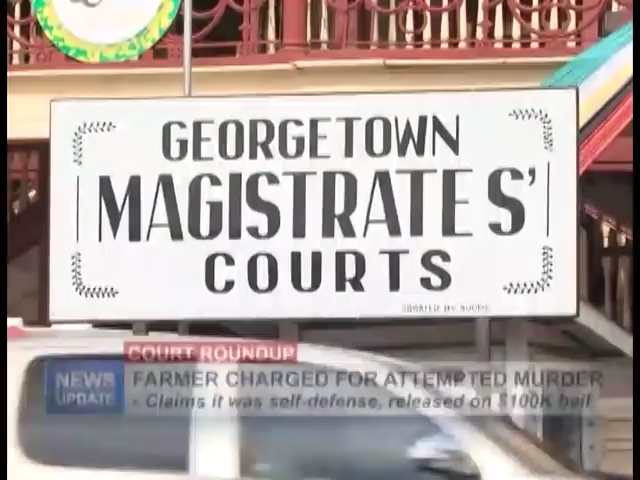 GEORGETOWN
MAGISTRATES'
COURTS
COURT ROUNDUP
NEWS
UPDATE
FARMER CHARGED FOR ATTEMPTED MURDER
- Claims it was self-defense, released on $100K bail